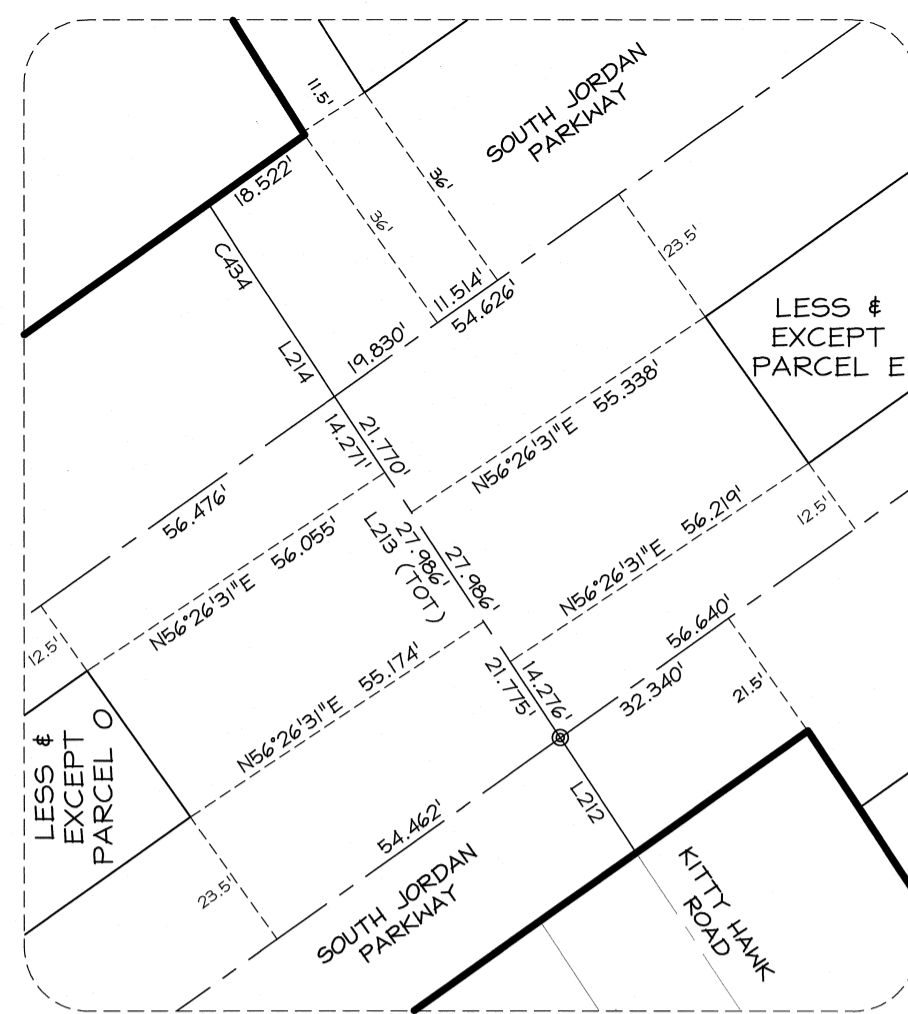 11.5'
SOUTH JORDAN
PARKWAY
18.522'
36'
36'
C434
23.5'
11.514'
54.626'
LESS &
EXCEPT
PARCEL E
19.830'
L214
55.338'
N56°26'31"E
21.770'
14.271'
56.476'
56.055'
N56°26'31"E
27.986'
27.986'
L213 (TOT)
56.219'
N56°26'31"E
12.5'
12.5'
56.640'
55.174'
N56°26'31"E
14.276'
21.775'
32.340'
21.5'
LESS &
EXCEPT
PARCEL O
L212
54.462'
23.5'
SOUTH JORDAN
PARKWAY
KITTY HAWK
ROAD